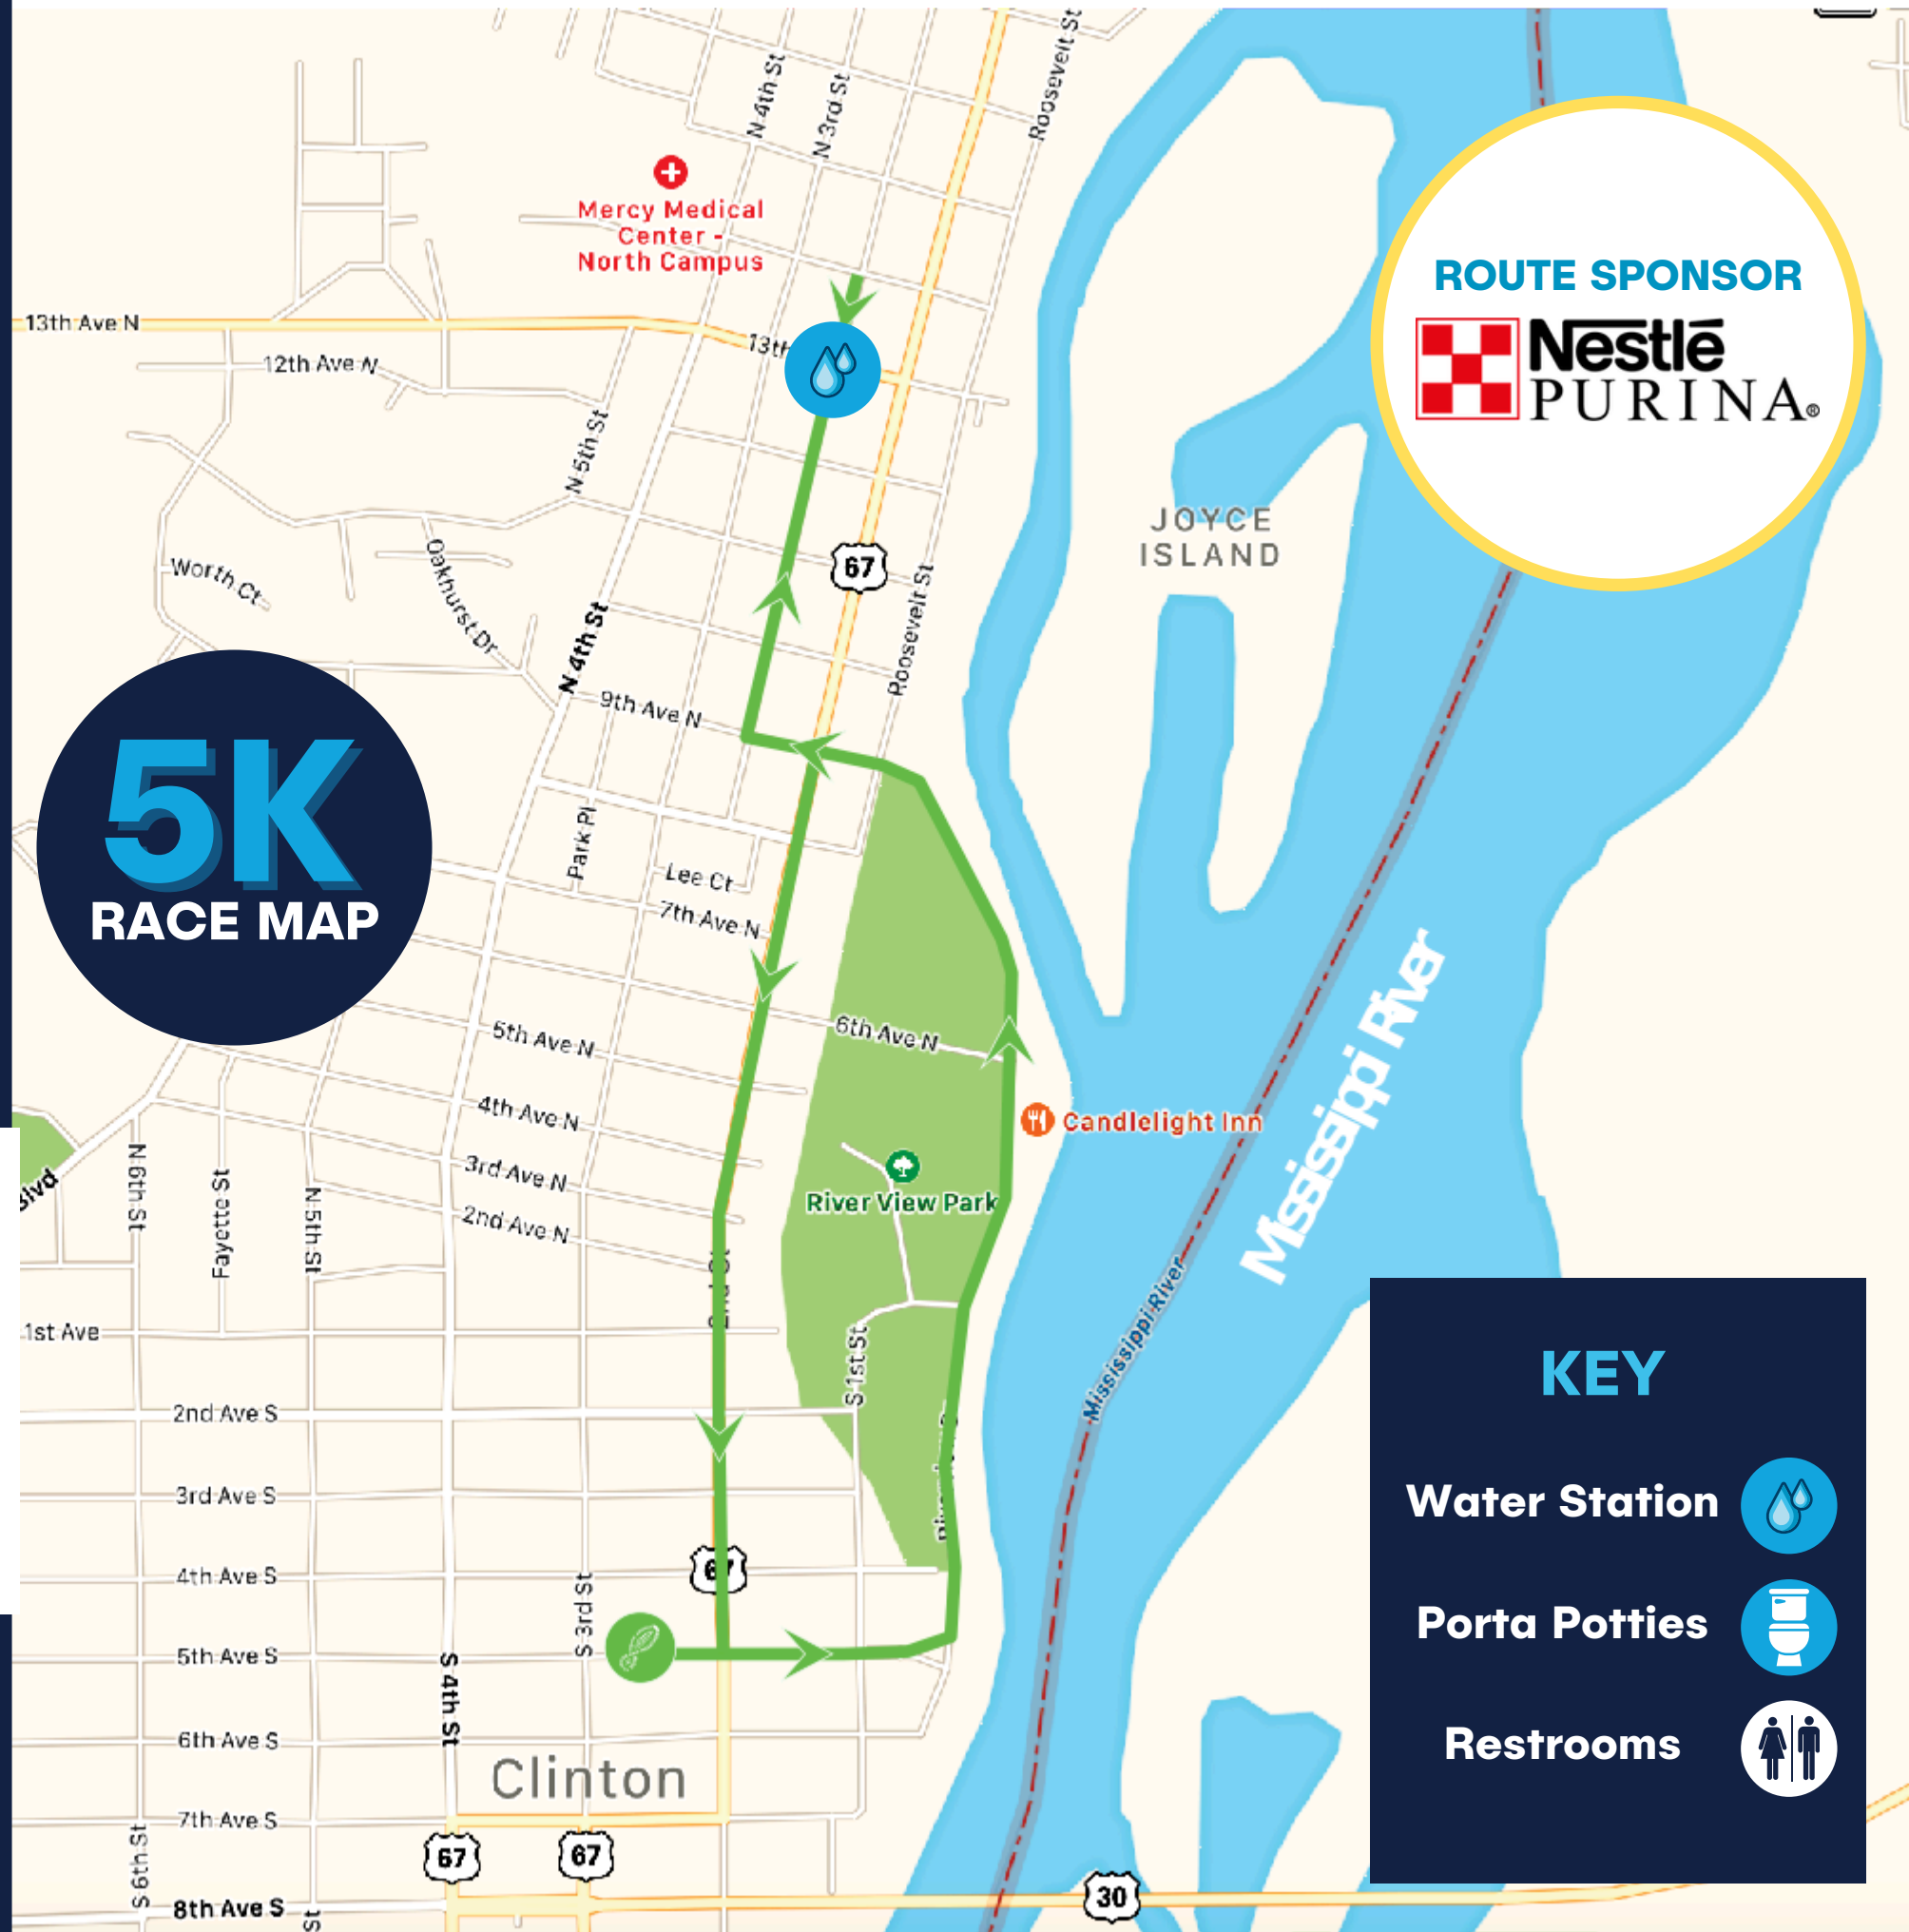 N 4th St
N 3rd St
Roosevelt St
Mercy Medical
Center -
North Campus
ROUTE SPONSOR
Nestlé
PURINA®
13th Ave N
13th
12th Ave N
N 5th St
JOYCE
ISLAND
67
Worth Ct
Oakhurst Dr
Roosevelt St
N 4th St
9th Ave N
5K
RACE MAP
Park Pl
Lee Ct
7th Ave N
Mississippi River
5th Ave N
6th Ave N
4th Ave N
Candlelight Inn
3rd Ave N
River View Park
Blvd
N 6th St
Fayette St
N 5th St
2nd Ave N
2nd St
Mississippi River
1st Ave
S 1st St
KEY
2nd Ave S
3rd Ave S
Water Station
4th Ave S
67
S 3rd St
Porta Potties
5th Ave S
S 4th St
6th Ave S
Restrooms
Clinton
7th Ave S
S 6th St
67
67
8th Ave S
St
30